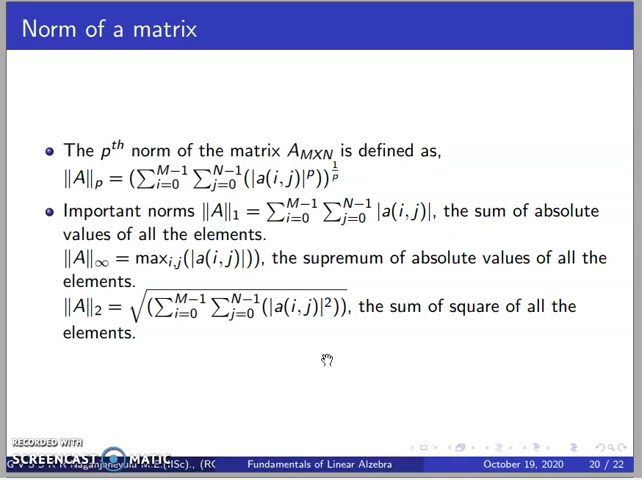 Norm of a matrix
The pth norm of the matrix A_MXN is defined as,
‖A‖_p = (∑_{i=0}^{M−1} ∑_{j=0}^{N−1} (|a(i,j)|^p))^{1/p}
Important norms ‖A‖_1 = ∑_{i=0}^{M−1} ∑_{j=0}^{N−1} |a(i,j)|, the sum of absolute
values of all the elements.
‖A‖_∞ = max_{i,j}(|a(i,j)|)), the supremum of absolute values of all the
elements.
‖A‖_2 = √((∑_{i=0}^{M−1} ∑_{j=0}^{N−1} (|a(i,j)|^2)), the sum of square of all the
elements.
RECORDED WITH
SCREENCAST MATIC
Fundamentals of Linear Alzebra October 19, 2020 20 / 22